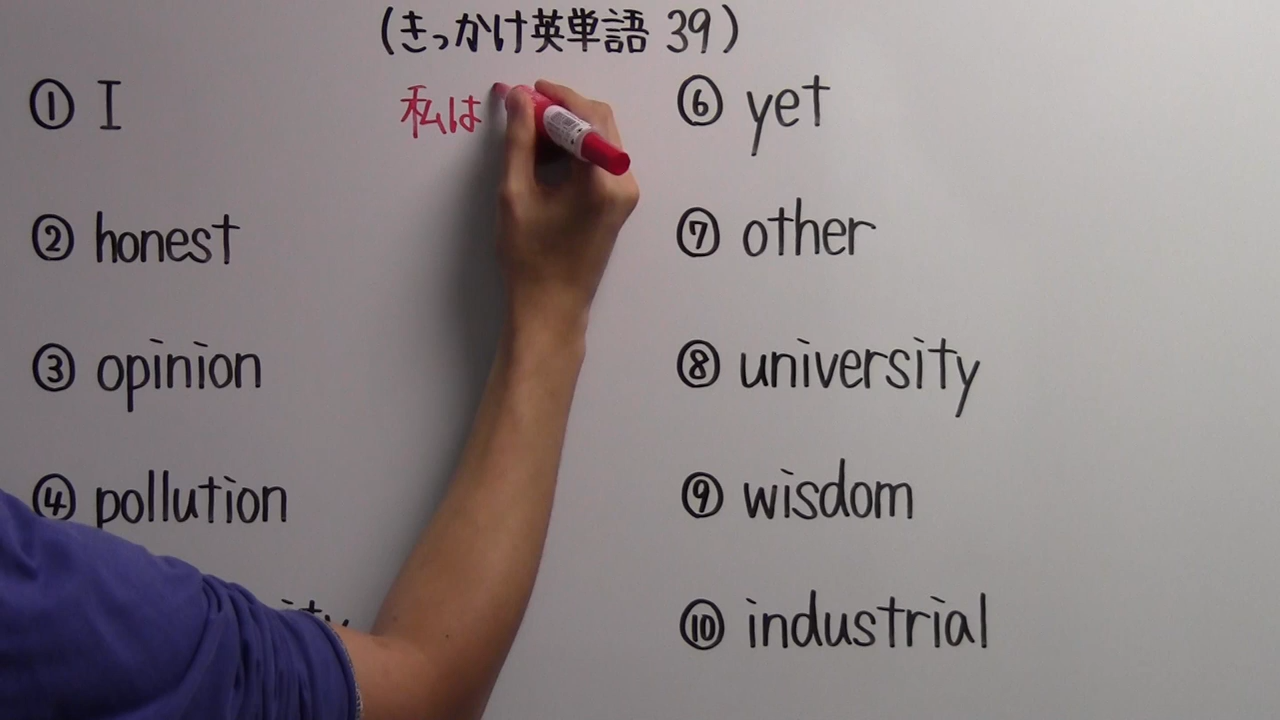 (きっかけ英単語 39)
① I 私は
② honest
③ opinion
④ pollution
⑥ yet
⑦ other
⑧ university
⑨ wisdom
⑩ industrial